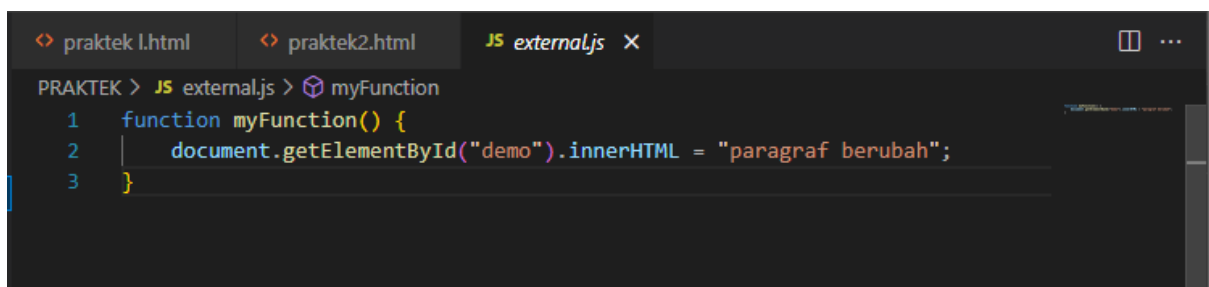 praktek l.html praktek2.html JS external.js
PRAKTEK > JS external.js > myFunction
1 function myFunction() {
2 document.getElementById("demo").innerHTML = "paragraf berubah";
3 }